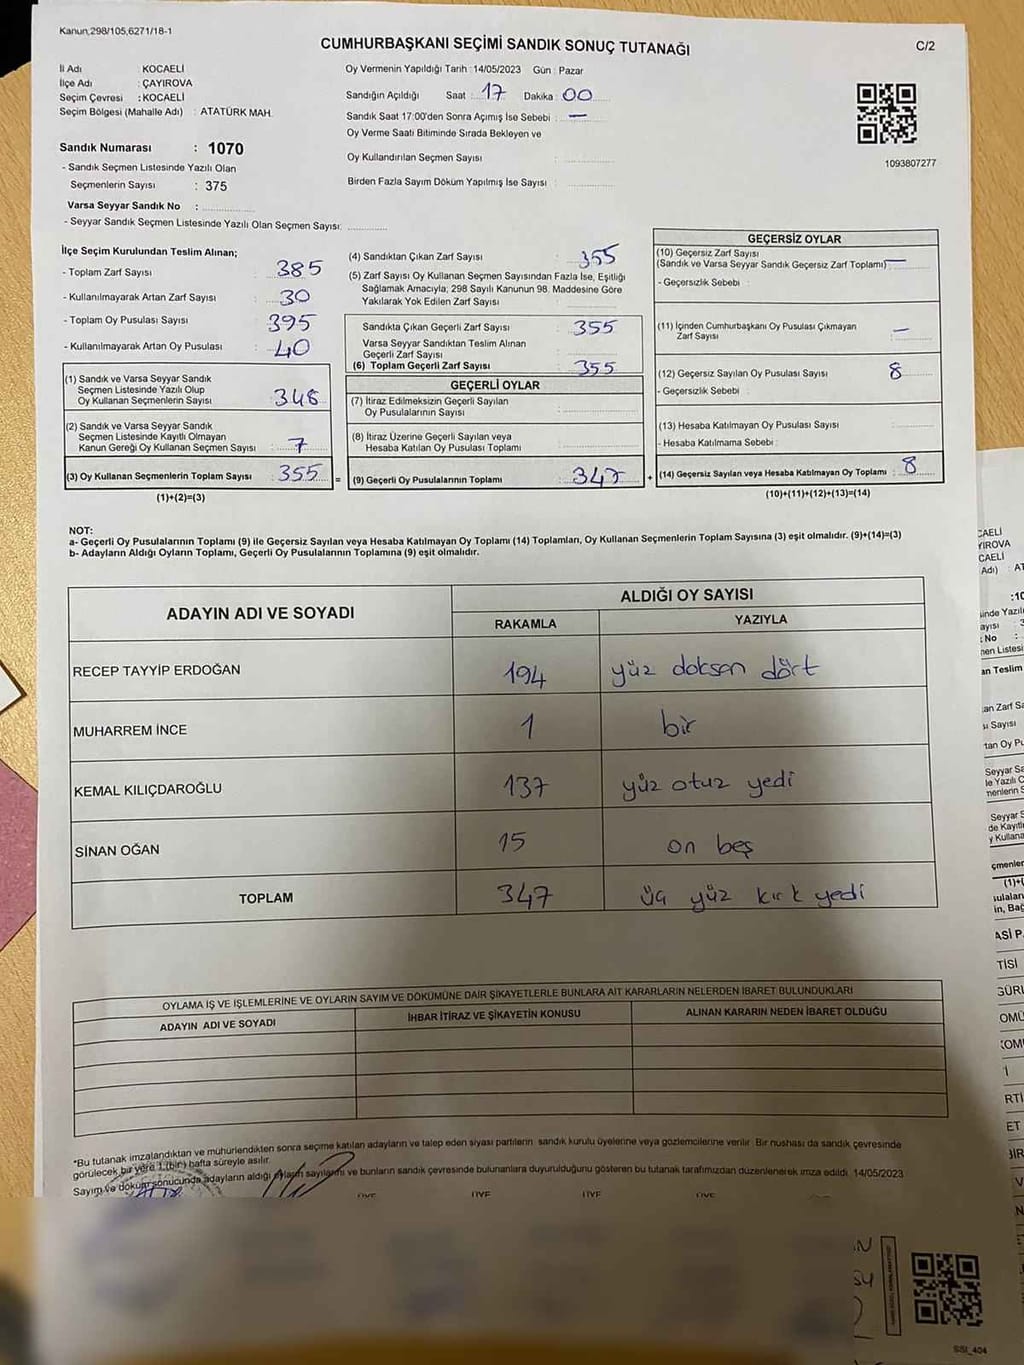 Kanun,298/105,6271/18-1
CUMHURBAŞKANI SEÇİMİ SANDIK SONUÇ TUTANAĞI
C/2
İl Adı : KOCAELİ
İlçe Adı : ÇAYIROVA
Seçim Çevresi : KOCAELİ
Seçim Bölgesi (Mahalle Adı) : ATATÜRK MAH.
Sandık Numarası : 1070
- Sandık Seçmen Listesinde Yazılı Olan
Seçmenlerin Sayısı : 375
Varsa Seyyar Sandık No :
- Seyyar Sandık Seçmen Listesinde Yazılı Olan Seçmen Sayısı:
Oy Vermenin Yapıldığı Tarih : 14/05/2023 Gün : Pazar
Sandığın Açıldığı Saat : 17 Dakika : 00
Sandık Saat 17:00'den Sonra Açımış İse Sebebi : —
Oy Verme Saati Bitiminde Sırada Bekleyen ve
Oy Kullandırılan Seçmen Sayısı :
Birden Fazla Sayım Döküm Yapılmış İse Sayısı :
1093807277
İlçe Seçim Kurulundan Teslim Alınan;
- Toplam Zarf Sayısı : 385
- Kullanılmayarak Artan Zarf Sayısı : 30
- Toplam Oy Pusulası Sayısı : 395
- Kullanılmayarak Artan Oy Pusulası : 40
(1) Sandık ve Varsa Seyyar Sandık
Seçmen Listesinde Yazılı Olup
Oy Kullanan Seçmenlerin Sayısı : 348
(2) Sandık ve Varsa Seyyar Sandık
Seçmen Listesinde Kayıtlı Olmayan
Kanun Gereği Oy Kullanan Seçmen Sayısı : 7
(3) Oy Kullanan Seçmenlerin Toplam Sayısı : 355
(1)+(2)=(3)
(4) Sandıktan Çıkan Zarf Sayısı : 355
(5) Zarf Sayısı Oy Kullanan Seçmen Sayısından Fazla İse, Eşitliği
Sağlamak Amacıyla; 298 Sayılı Kanunun 98. Maddesine Göre
Yakılarak Yok Edilen Zarf Sayısı :
Sandıkta Çıkan Geçerli Zarf Sayısı : 355
Varsa Seyyar Sandıktan Teslim Alınan
Geçerli Zarf Sayısı :
(6) Toplam Geçerli Zarf Sayısı : 355
GEÇERLİ OYLAR
(7) İtiraz Edilmeksizin Geçerli Sayılan
Oy Pusulalarının Sayısı :
(8) İtiraz Üzerine Geçerli Sayılan veya
Hesaba Katılan Oy Pusulası Toplamı :
= (9) Geçerli Oy Pusulalarının Toplamı : 347 +
GEÇERSİZ OYLAR
(10) Geçersiz Zarf Sayısı
(Sandık ve Varsa Seyyar Sandık Geçersiz Zarf Toplamı) : —
- Geçersizlik Sebebi :
(11) İçinden Cumhurbaşkanı Oy Pusulası Çıkmayan
Zarf Sayısı : —
(12) Geçersiz Sayılan Oy Pusulası Sayısı : 8
- Geçersizlik Sebebi :
(13) Hesaba Katılmayan Oy Pusulası Sayısı :
- Hesaba Katılmama Sebebi :
(14) Geçersiz Sayılan veya Hesaba Katılmayan Oy Toplamı : 8
(10)+(11)+(12)+(13)=(14)
NOT:
a- Geçerli Oy Pusulalarının Toplamı (9) ile Geçersiz Sayılan veya Hesaba Katılmayan Oy Toplamı (14) Toplamları, Oy Kullanan Seçmenlerin Toplam Sayısına (3) eşit olmalıdır. (9)+(14)=(3)
b- Adayların Aldığı Oyların Toplamı, Geçerli Oy Pusulalarının Toplamına (9) eşit olmalıdır.
ADAYIN ADI VE SOYADI
ALDIĞI OY SAYISI
RAKAMLA YAZIYLA
RECEP TAYYİP ERDOĞAN 194 yüz doksan dört
MUHARREM İNCE 1 bir
KEMAL KILIÇDAROĞLU 137 yüz otuz yedi
SİNAN OĞAN 15 on beş
TOPLAM 347 üç yüz kırk yedi
OYLAMA İŞ VE İŞLEMLERİNE VE OYLARIN SAYIM VE DÖKÜMÜNE DAİR ŞİKAYETLERLE BUNLARA AİT KARARLARIN NELERDEN İBARET BULUNDUKLARI
ADAYIN ADI VE SOYADI İHBAR İTİRAZ VE ŞİKAYETİN KONUSU ALINAN KARARIN NEDEN İBARET OLDUĞU
*Bu tutanak imzalandıktan ve mühürlendikten sonra seçime katılan adayların ve talep eden siyasi partilerin sandık kurulu üyelerine veya gözlemcilerine verilir. Bir nüshası da sandık çevresinde
görülecek bir yere 1 (bir) hafta süreyle asılır.
Sayım ve döküm sonucunda adayların aldığı oyların sayılarını ve bunların sandık çevresinde bulunanlara duyurulduğunu gösteren bu tutanak tarafımızdan düzenlenerek imza edildi. 14/05/2023
SSI_404